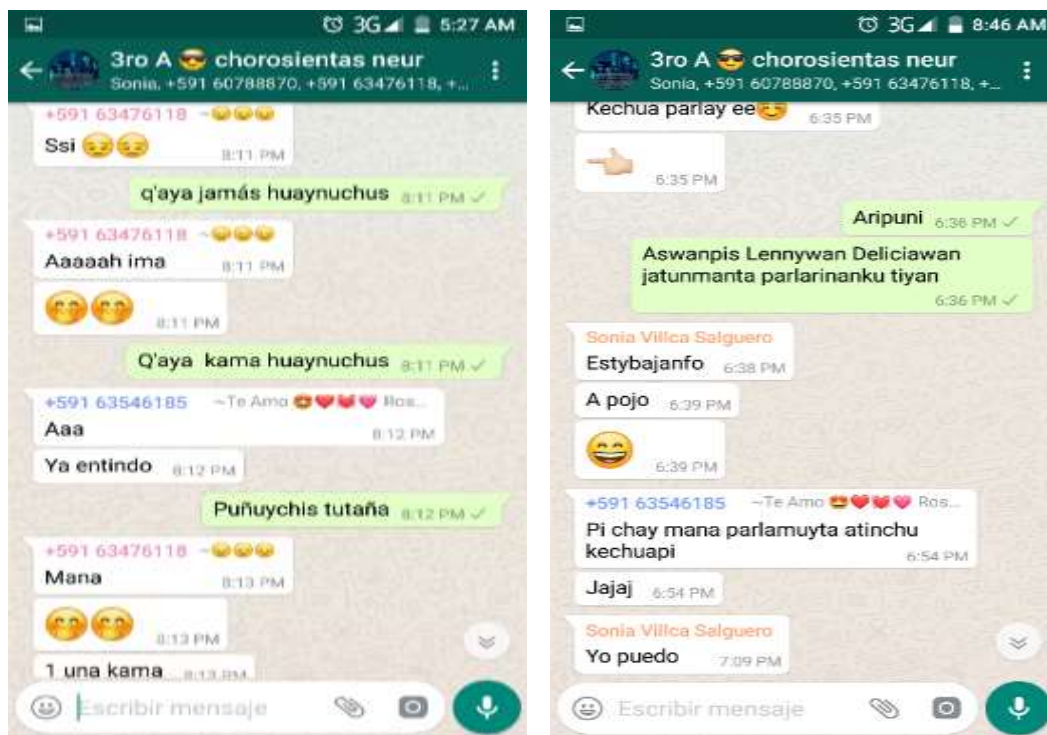 3G 5:27 AM
3ro A 😎 chorosientas neur
Sonia, +591 60788870, +591 63476118, +...
+591 63476118 ~😞😞😞
Ssi 😔😔
8:11 PM
q'aya jamás huaynuchus 8:11 PM
+591 63476118 ~😞😞😞
Aaaaah ima 8:11 PM
🤭🤭
8:11 PM
Q'aya kama huaynuchus 8:11 PM
+591 63546185 ~Te Amo 😍❤️💓💗 Ros...
Aaa 8:12 PM
Ya entindo 8:12 PM
Puñuychis tutaña 8:12 PM
+591 63476118 ~😞😞😞
Mana 8:13 PM
🤭🤭
8:13 PM
1 una kama 8:13 PM
Escribir mensaje
3G 8:46 AM
3ro A 😎 chorosientas neur
Sonia, +591 60788870, +591 63476118, +...
Kechua parlay ee☺️ 6:35 PM
👈🏻
6:35 PM
Aripuni 6:36 PM
Aswanpis Lennywan Deliciawan
jatunmanta parlarinanku tiyan
6:36 PM
Sonia Villca Salguero
Estybajanfo 6:38 PM
A pojo 6:39 PM
😄
6:39 PM
+591 63546185 ~Te Amo 😍❤️💓💗 Ros...
Pi chay mana parlamuyta atinchu
kechuapi 6:54 PM
Jajaj 6:54 PM
Sonia Villca Salguero
Yo puedo 7:09 PM
Escribir mensaje